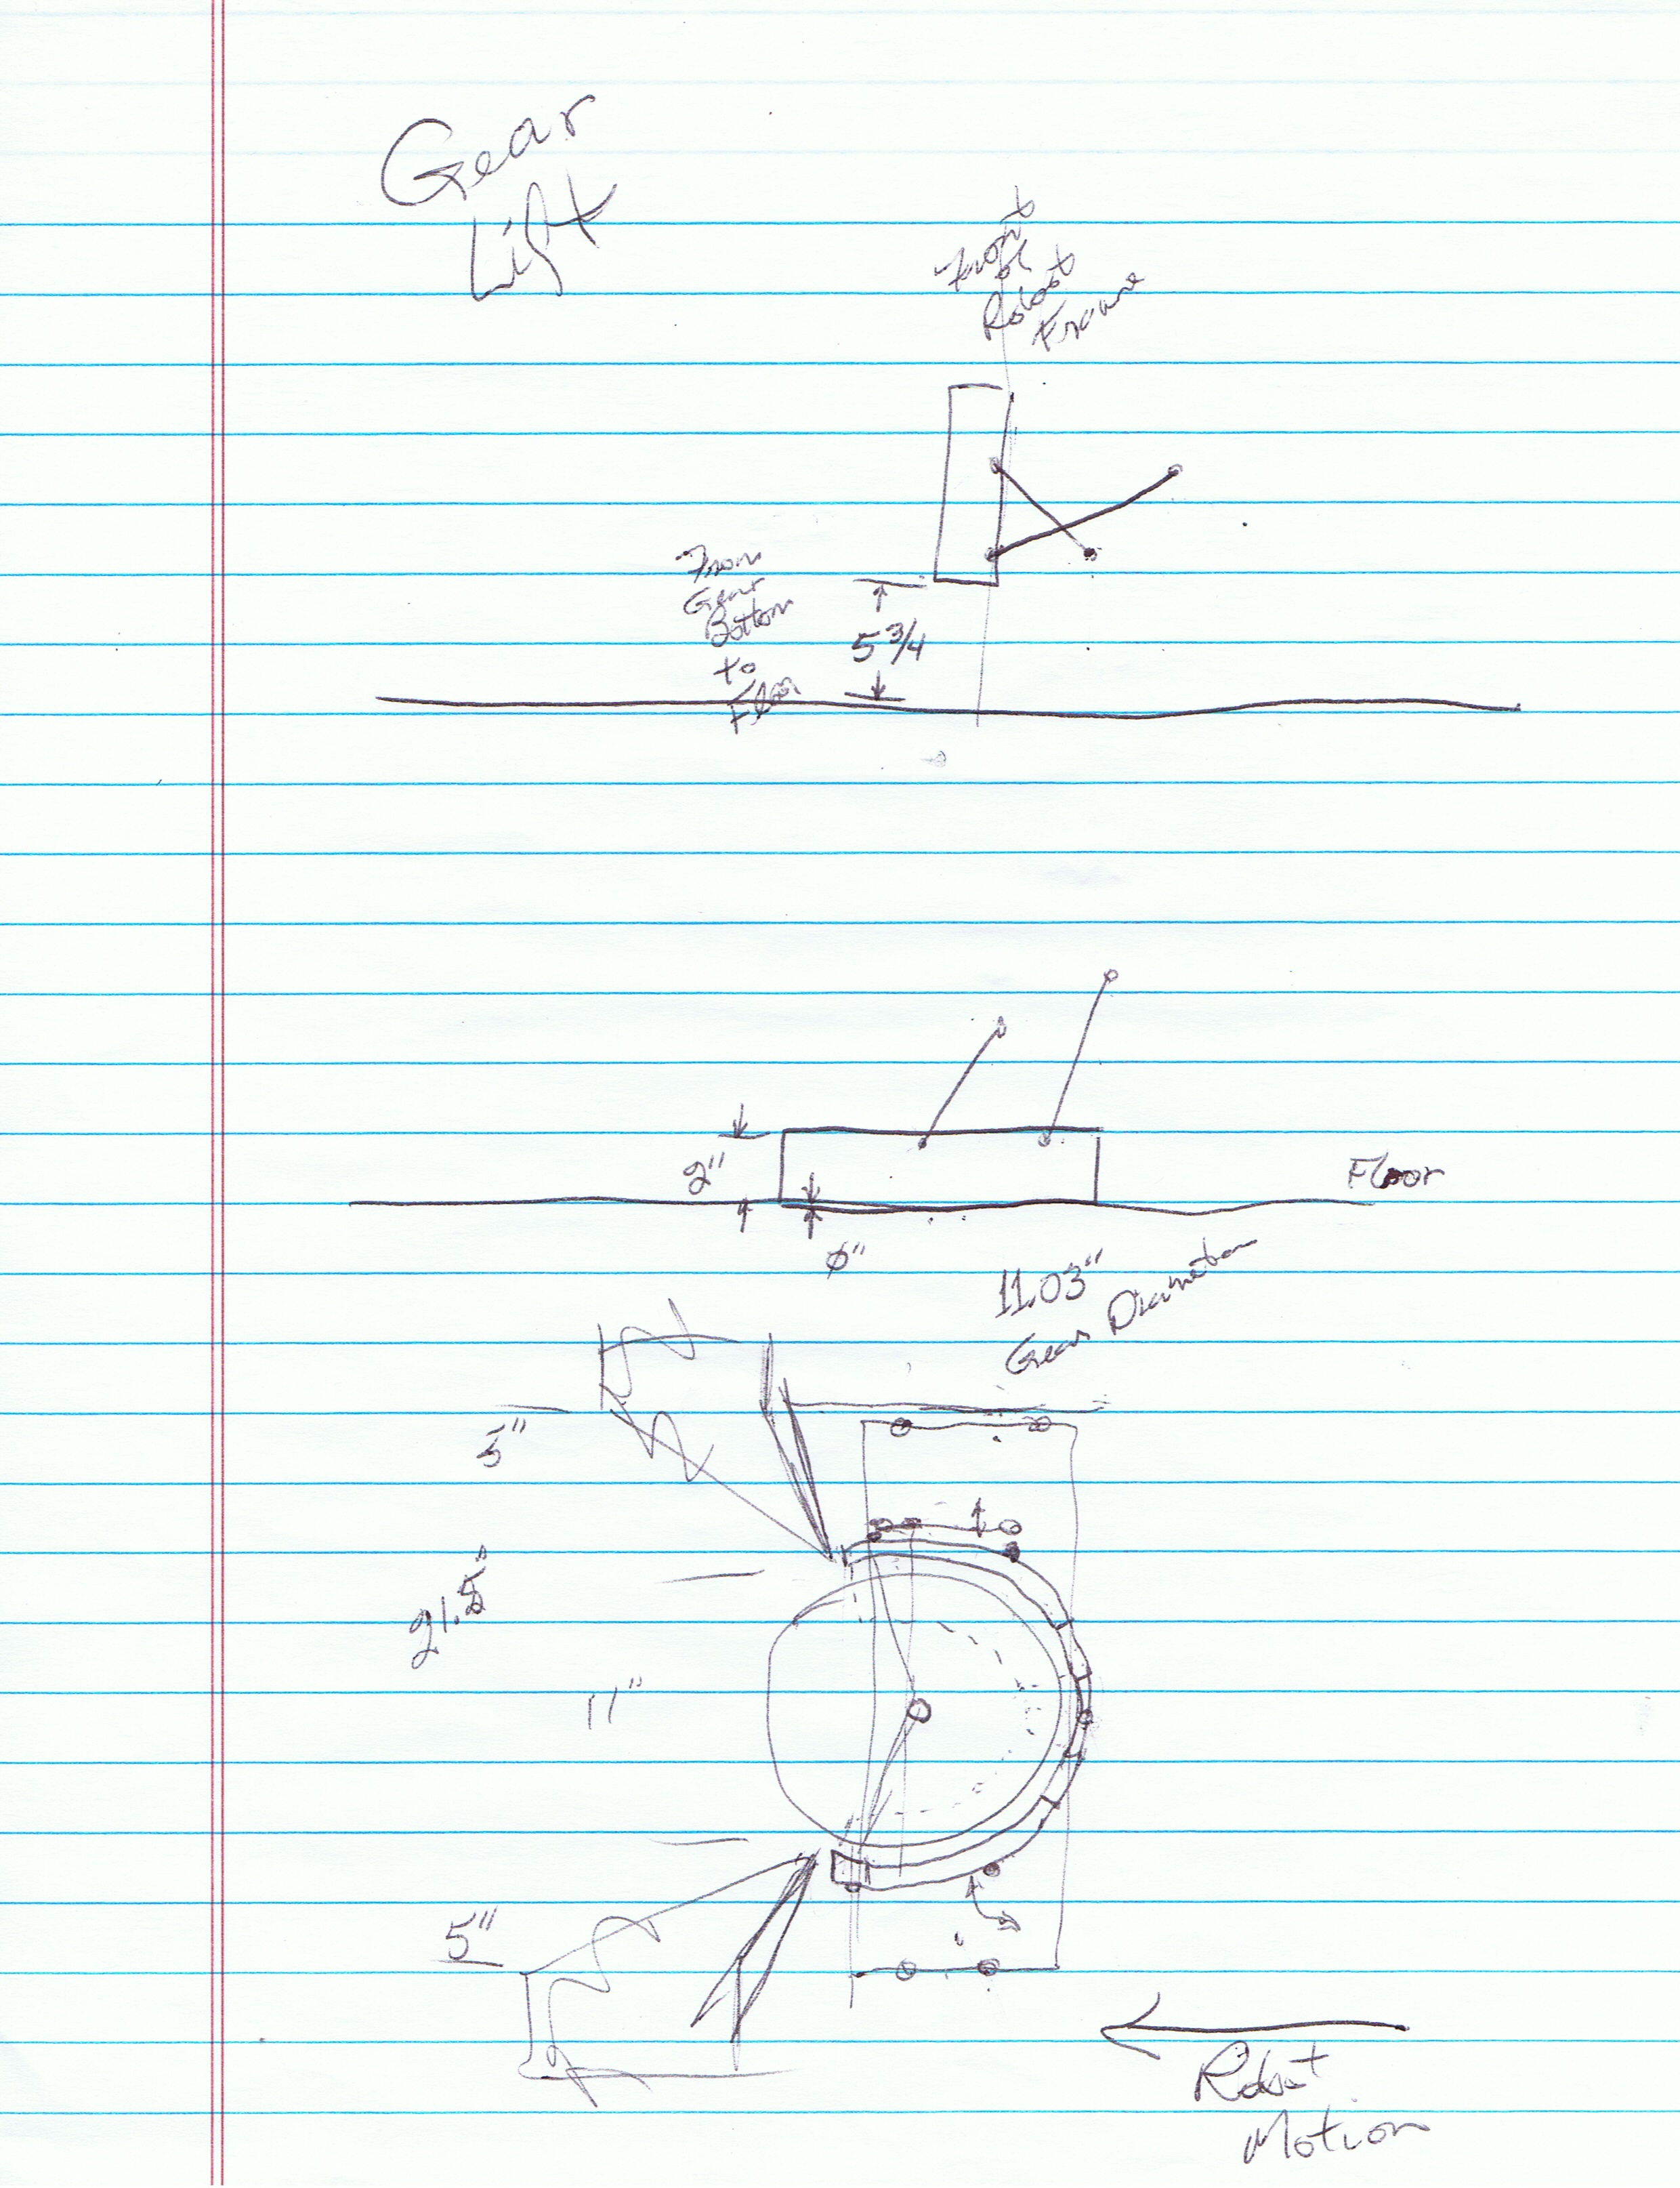 Gear
Lift
Front
of
Robot
Frame
From
Gear
Bottom
to
Floor
5 3/4
2"
Floor
ø"
11.03"
Gear Diameter
5"
21.5"
11"
5"
Robot
Motion